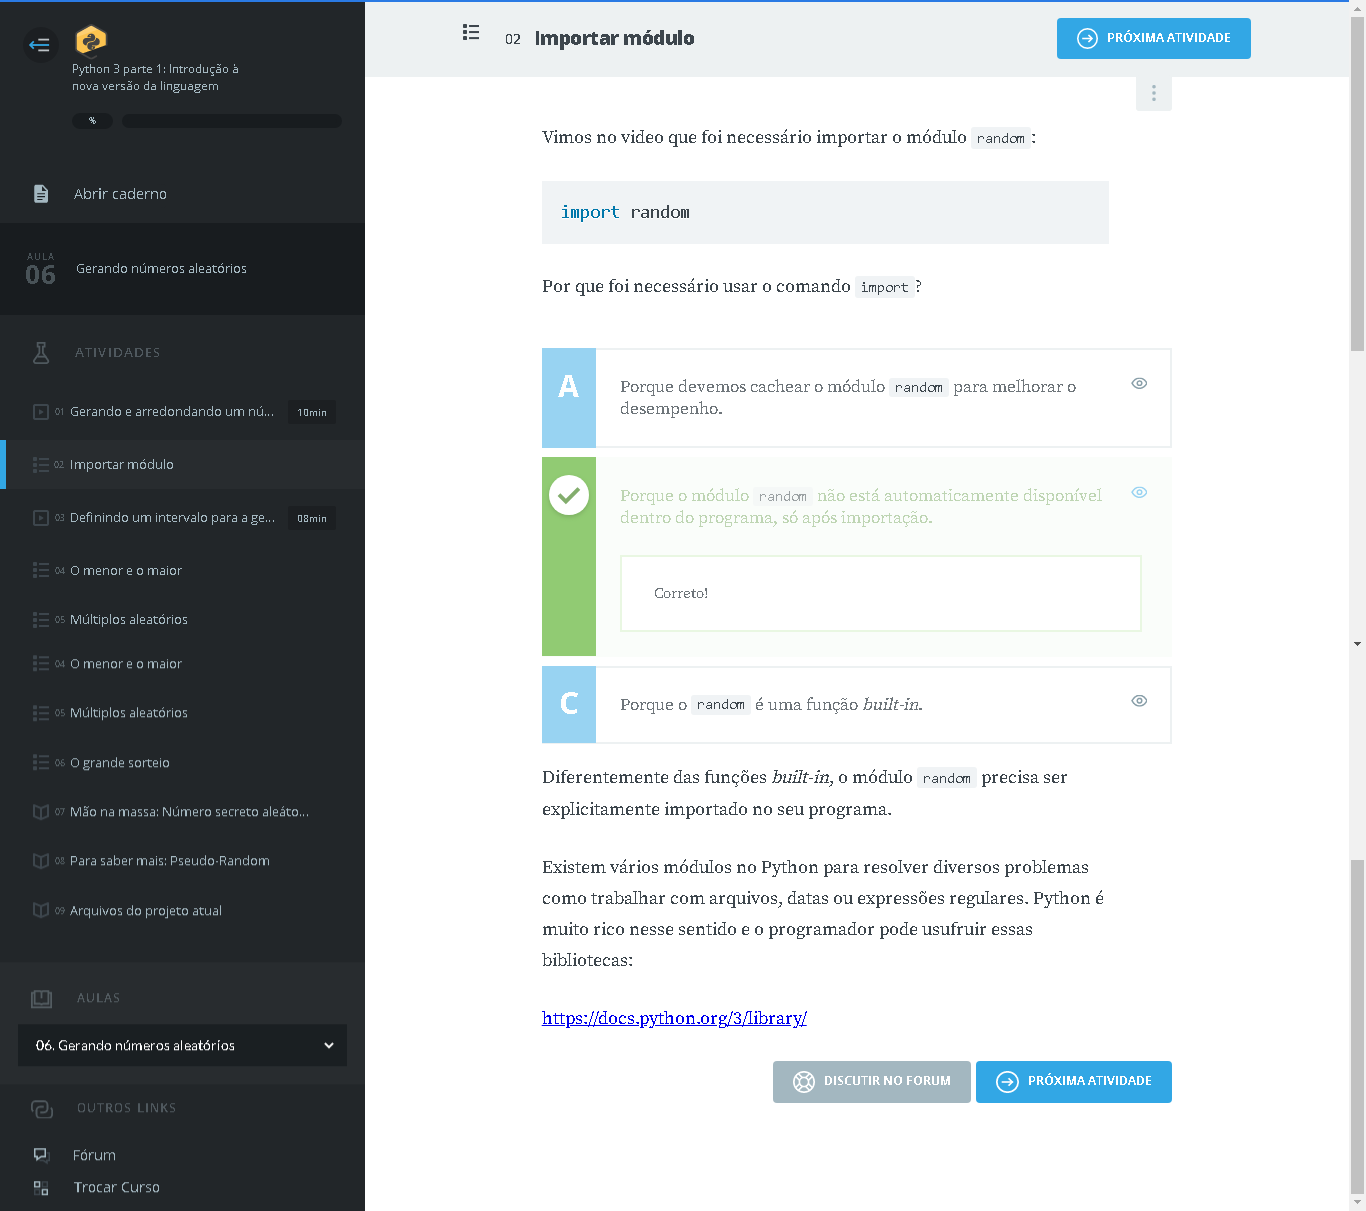 Python 3 parte 1: Introdução à
nova versão da linguagem
%
Abrir caderno
AULA
06
Gerando números aleatórios
ATIVIDADES
01 Gerando e arredondando um nú... 10min
02 Importar módulo
03 Definindo um intervalo para a ge... 08min
04 O menor e o maior
05 Múltiplos aleatórios
04 O menor e o maior
05 Múltiplos aleatórios
06 O grande sorteio
07 Mão na massa: Número secreto aleáto...
08 Para saber mais: Pseudo-Random
09 Arquivos do projeto atual
AULAS
06. Gerando números aleatórios
OUTROS LINKS
Fórum
Trocar Curso
02 Importar módulo
PRÓXIMA ATIVIDADE
Vimos no video que foi necessário importar o módulo random:
import random
Por que foi necessário usar o comando import?
A
Porque devemos cachear o módulo random para melhorar o
desempenho.
Porque o módulo random não está automaticamente disponível
dentro do programa, só após importação.
Correto!
C
Porque o random é uma função built-in.
Diferentemente das funções built-in, o módulo random precisa ser
explicitamente importado no seu programa.
Existem vários módulos no Python para resolver diversos problemas
como trabalhar com arquivos, datas ou expressões regulares. Python é
muito rico nesse sentido e o programador pode usufruir essas
bibliotecas:
https://docs.python.org/3/library/
DISCUTIR NO FORUM
PRÓXIMA ATIVIDADE